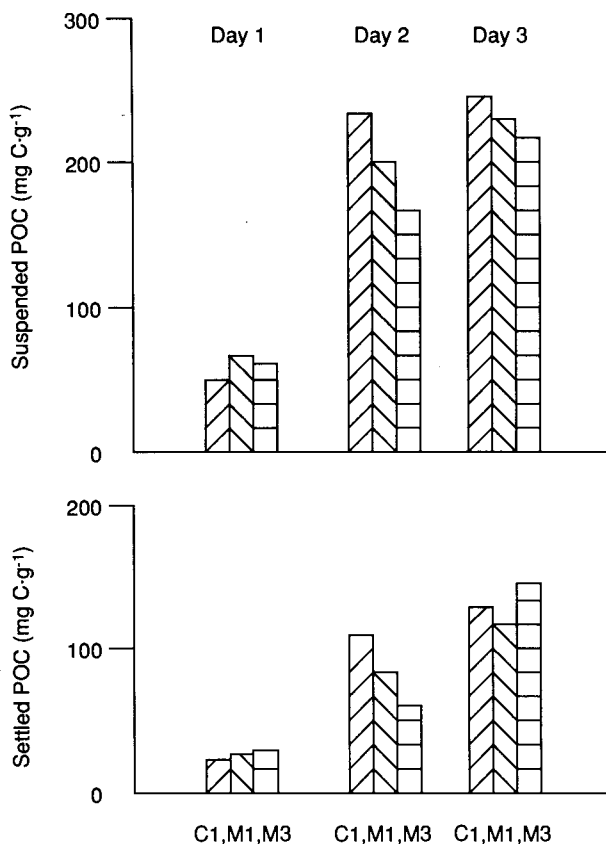 300
Day 1
Day 2
Day 3
200
100
0
Suspended POC (mg C·g⁻¹)
200
100
0
Settled POC (mg C·g⁻¹)
C1,M1,M3
C1,M1,M3
C1,M1,M3